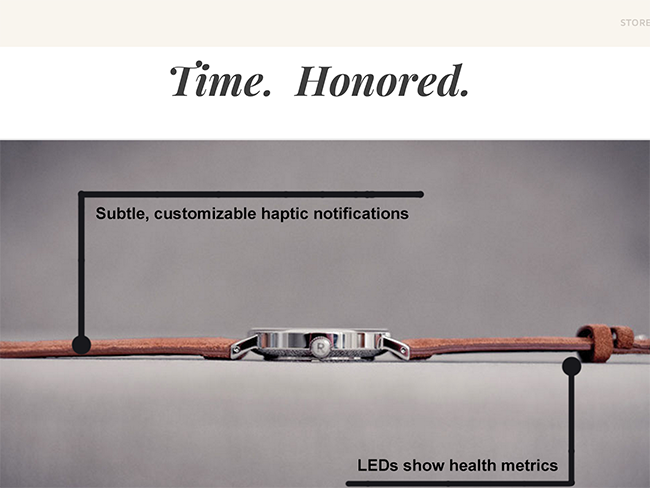 STORE
Time. Honored.
Subtle, customizable haptic notifications
R
LEDs show health metrics